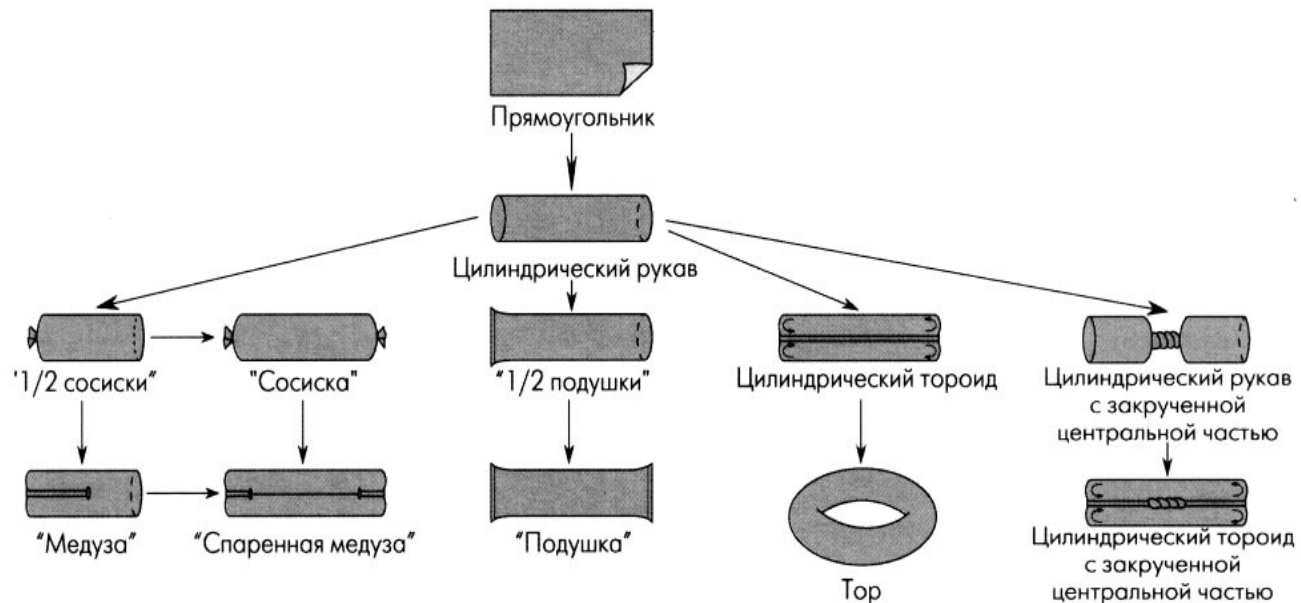 Прямоугольник
Цилиндрический рукав
'1/2 сосиски“
"Сосиска"
“1/2 подушки”
Цилиндрический тороид
Цилиндрический рукав
с закрученной
центральной частью
“Медуза”
“Спаренная медуза”
“Подушка”
Тор
Цилиндрический тороид
с закрученной
центральной частью